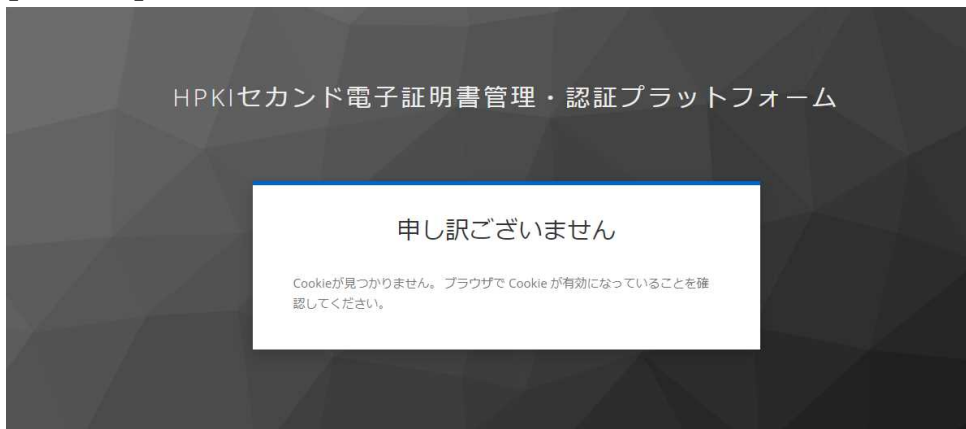 HPKIセカンド電子証明書管理・認証プラットフォーム
申し訳ございません
Cookieが見つかりません。 ブラウザで Cookie が有効になっていることを確
認してください。